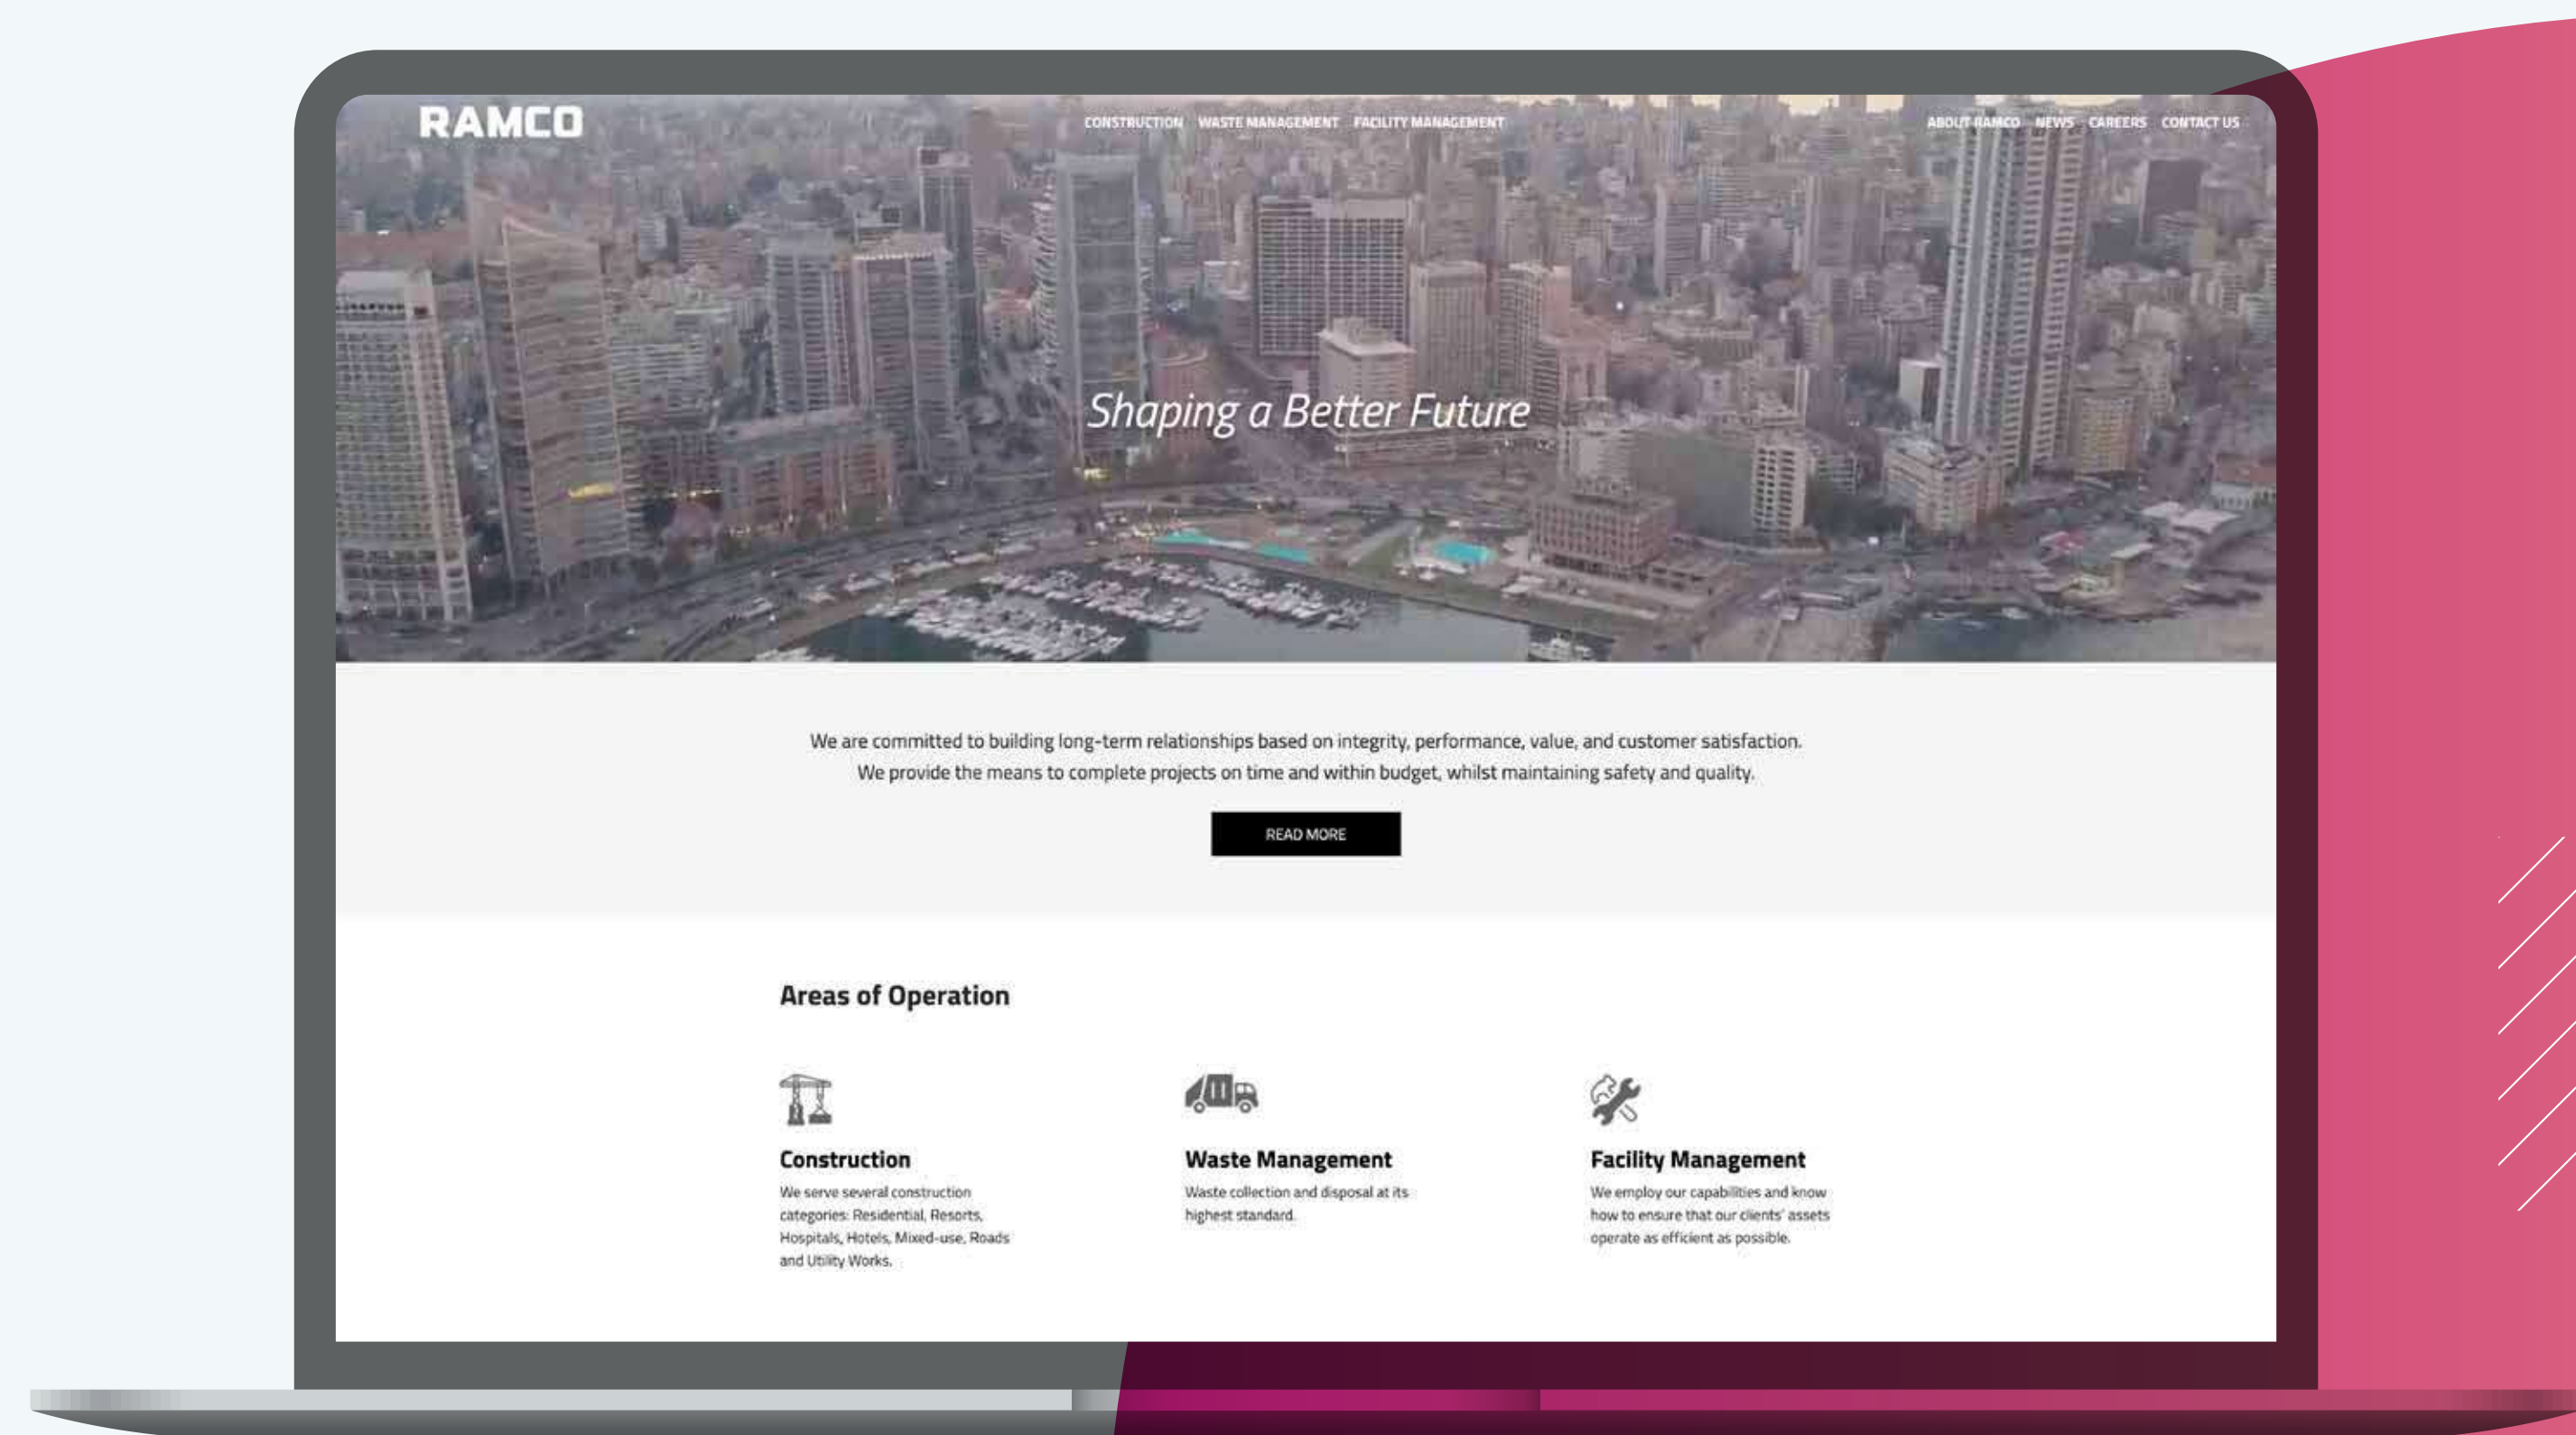 RAMCO
CONSTRUCTION WASTE MANAGEMENT FACILITY MANAGEMENT
ABOUT RAMCO NEWS CAREERS CONTACT US
Shaping a Better Future
We are committed to building long-term relationships based on integrity, performance, value, and customer satisfaction.
We provide the means to complete projects on time and within budget, whilst maintaining safety and quality.
READ MORE
Areas of Operation
Construction
We serve several construction
categories: Residential, Resorts,
Hospitals, Hotels, Mixed-use, Roads
and Utility Works.
Waste Management
Waste collection and disposal at its
highest standard.
Facility Management
We employ our capabilities and know
how to ensure that our clients' assets
operate as efficient as possible.